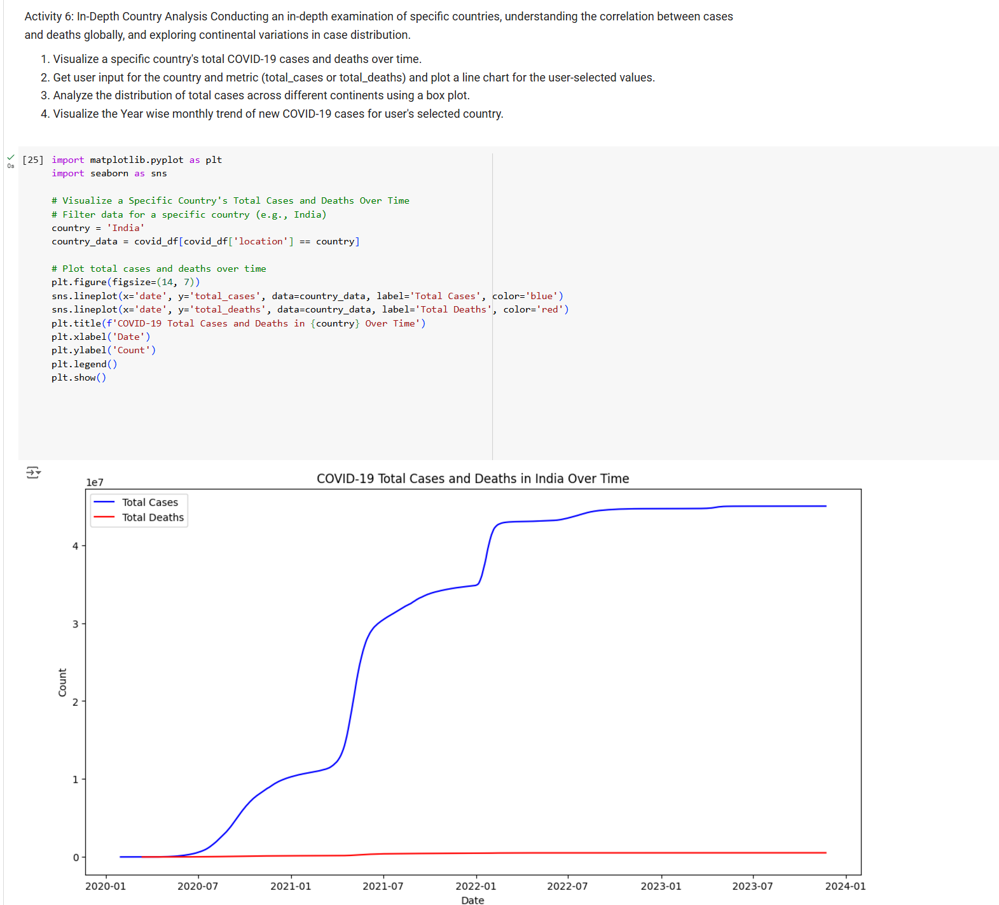 Activity 6: In-Depth Country Analysis Conducting an in-depth examination of specific countries, understanding the correlation between cases
and deaths globally, and exploring continental variations in case distribution.
1. Visualize a specific country's total COVID-19 cases and deaths over time.
2. Get user input for the country and metric (total_cases or total_deaths) and plot a line chart for the user-selected values.
3. Analyze the distribution of total cases across different continents using a box plot.
4. Visualize the Year wise monthly trend of new COVID-19 cases for user's selected country.
0s
[25] import matplotlib.pyplot as plt
import seaborn as sns
# Visualize a Specific Country's Total Cases and Deaths Over Time
# Filter data for a specific country (e.g., India)
country = 'India'
country_data = covid_df[covid_df['location'] == country]
# Plot total cases and deaths over time
plt.figure(figsize=(14, 7))
sns.lineplot(x='date', y='total_cases', data=country_data, label='Total Cases', color='blue')
sns.lineplot(x='date', y='total_deaths', data=country_data, label='Total Deaths', color='red')
plt.title(f'COVID-19 Total Cases and Deaths in {country} Over Time')
plt.xlabel('Date')
plt.ylabel('Count')
plt.legend()
plt.show()
COVID-19 Total Cases and Deaths in India Over Time
1e7
Total Cases
Total Deaths
4
3
Count
2
1
0
2020-01 2020-07 2021-01 2021-07 2022-01 2022-07 2023-01 2023-07 2024-01
Date